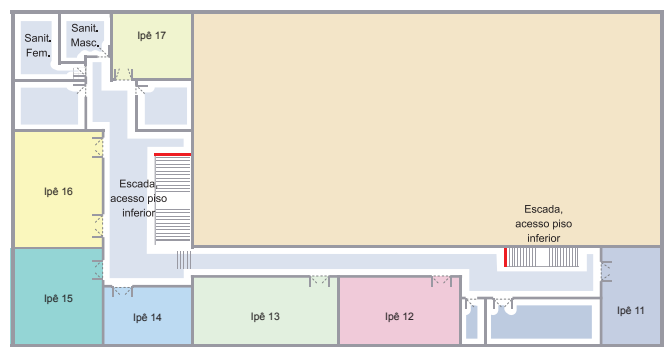 Sanit.
Fem.
Sanit.
Masc.
Ipê 17
Ipê 16
Escada,
acesso piso
inferior
Escada,
acesso piso
inferior
Ipê 15
Ipê 14
Ipê 13
Ipê 12
Ipê 11